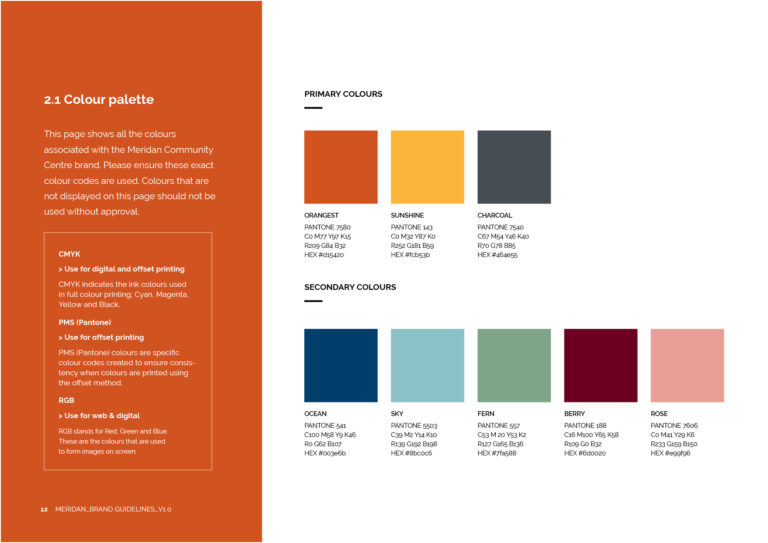 2.1 Colour palette
This page shows all the colours
associated with the Meridan Community
Centre brand. Please ensure these exact
colour codes are used. Colours that are
not displayed on this page should not be
used without approval.
CMYK
> Use for digital and offset printing
CMYK indicates the ink colours used
in full colour printing; Cyan, Magenta,
Yellow and Black.
PMS (Pantone)
> Use for offset printing
PMS (Pantone) colours are specific
colour codes created to ensure consis-
tency when colours are printed using
the offset method.
RGB
> Use for web & digital
RGB stands for Red, Green and Blue.
These are the colours that are used
to form images on screen.
12 MERIDAN_BRAND GUIDELINES_V1.0
PRIMARY COLOURS
ORANGEST
PANTONE 7580
C0 M77 Y97 K15
R209 G84 B32
HEX #d15420
SUNSHINE
PANTONE 143
C0 M32 Y87 K0
R252 G181 B59
HEX #fcb53b
CHARCOAL
PANTONE 7540
C67 M54 Y46 K40
R70 G78 B85
HEX #464e55
SECONDARY COLOURS
OCEAN
PANTONE 541
C100 M58 Y9 K46
R0 G62 B107
HEX #003e6b
SKY
PANTONE 5503
C39 M2 Y14 K10
R139 G192 B198
HEX #8bc0c6
FERN
PANTONE 557
C53 M 20 Y53 K2
R127 G165 B136
HEX #7fa588
BERRY
PANTONE 188
C16 M100 Y65 K58
R109 G0 B32
HEX #6d0020
ROSE
PANTONE 7606
C0 M41 Y29 K6
R233 G159 B150
HEX #e99f96